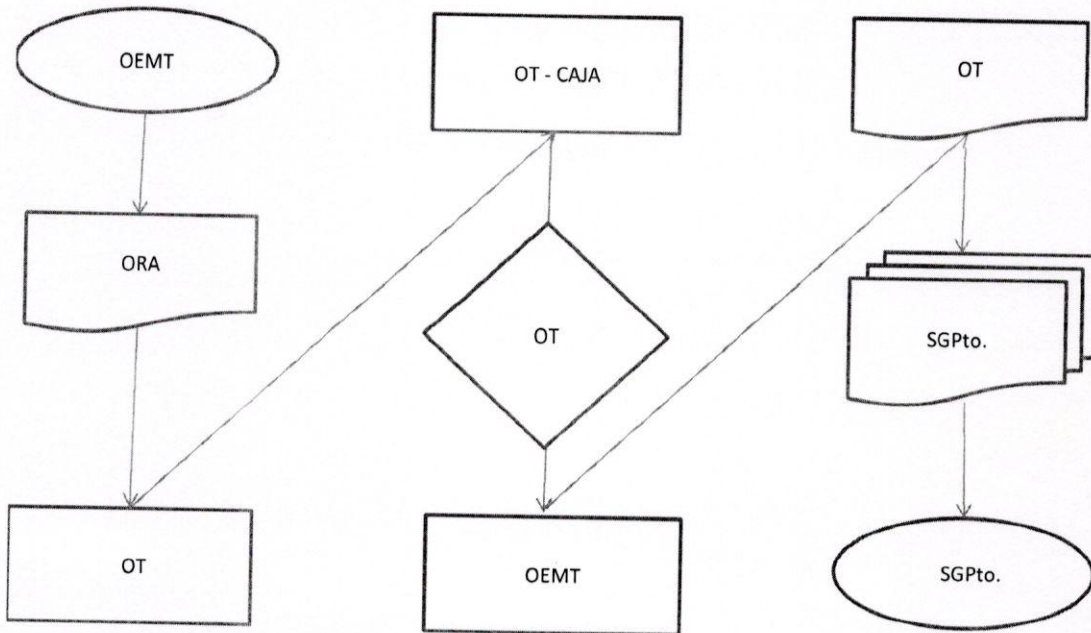 OEMT
ORA
OT
OT - CAJA
OT
OEMT
OT
SGPto.
SGPto.